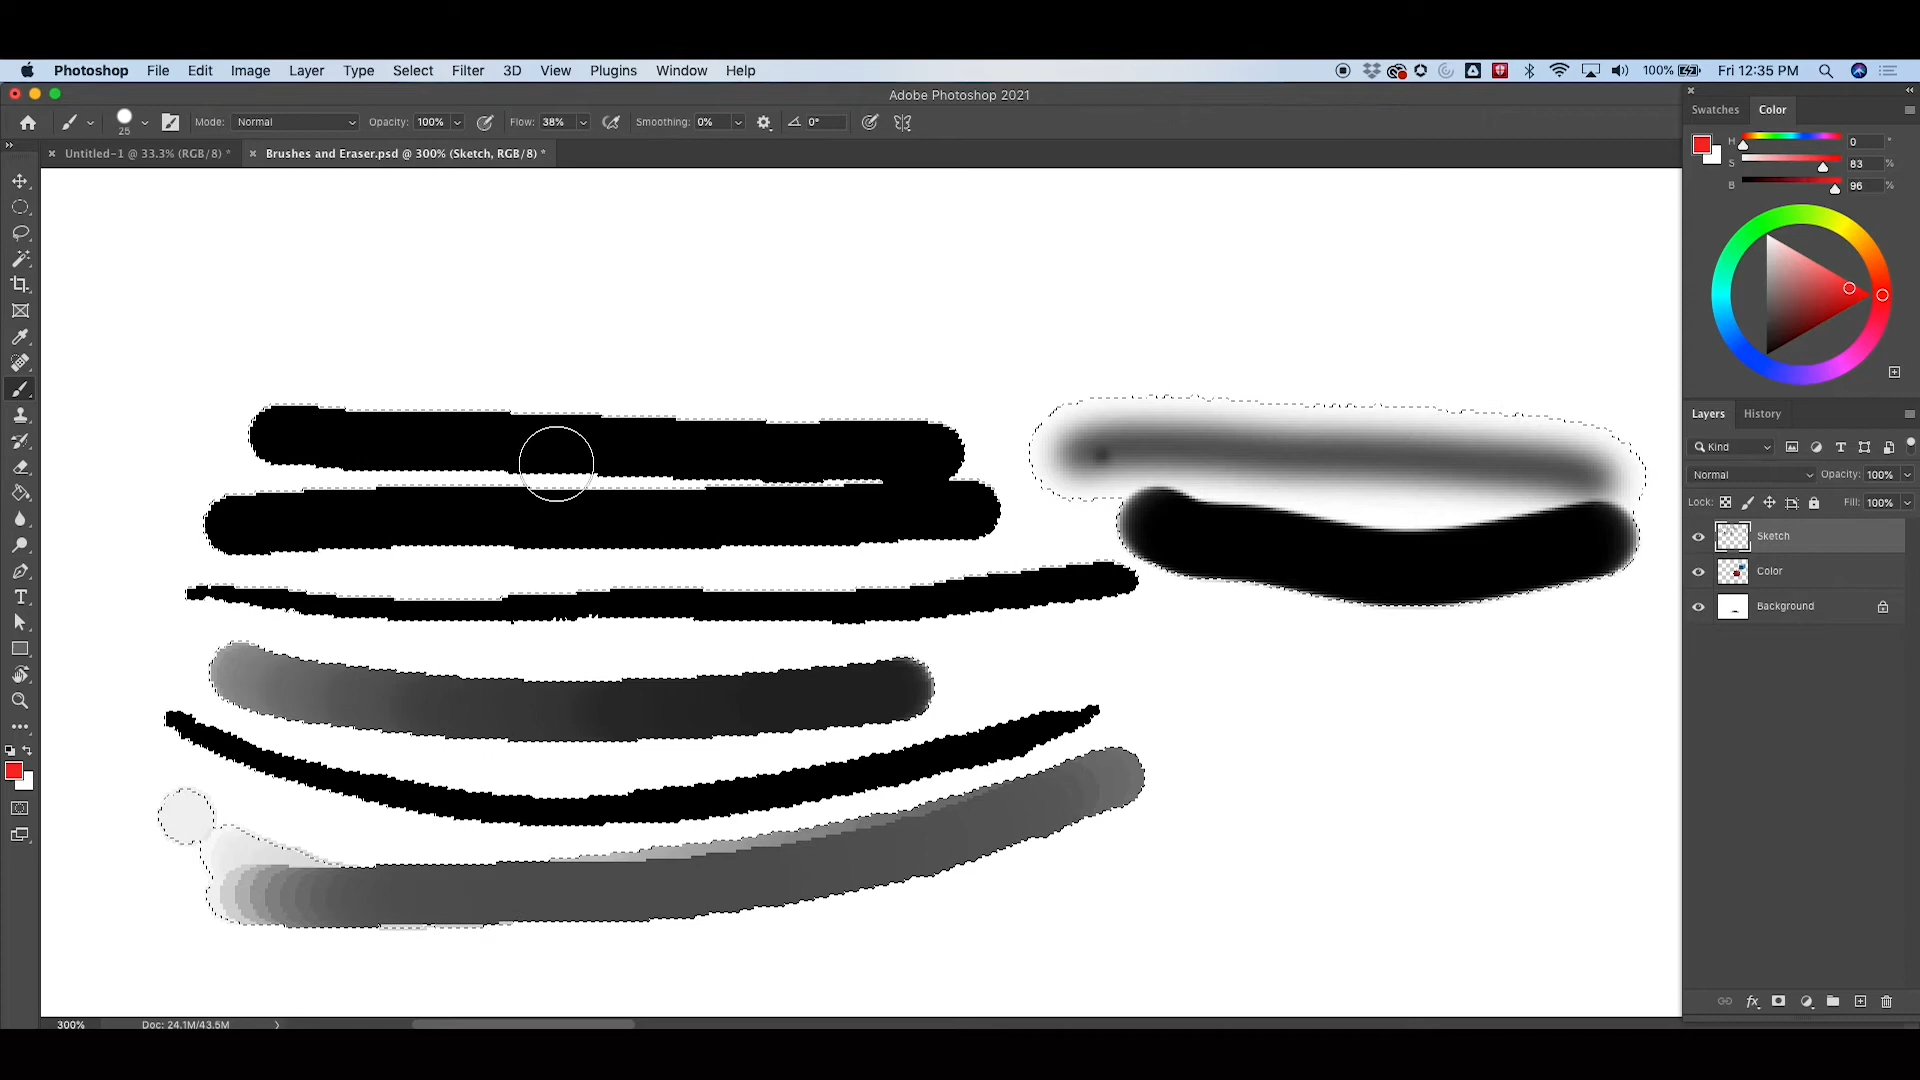 Photoshop File Edit Image Layer Type Select Filter 3D View Plugins Window Help 100% Fri 12:35 PM
Adobe Photoshop 2021
25 Mode: Normal Opacity: 100% Flow: 38% Smoothing: 0% 0°
Untitled-1 @ 33.3% (RGB/8) * Brushes and Eraser.psd @ 300% (Sketch, RGB/8) *
Swatches Color
H 0 °
S 83 %
B 96 %
Layers History
Kind
Normal Opacity: 100%
Lock: Fill: 100%
Sketch
Color
Background
300% Doc: 24.1M/43.5M